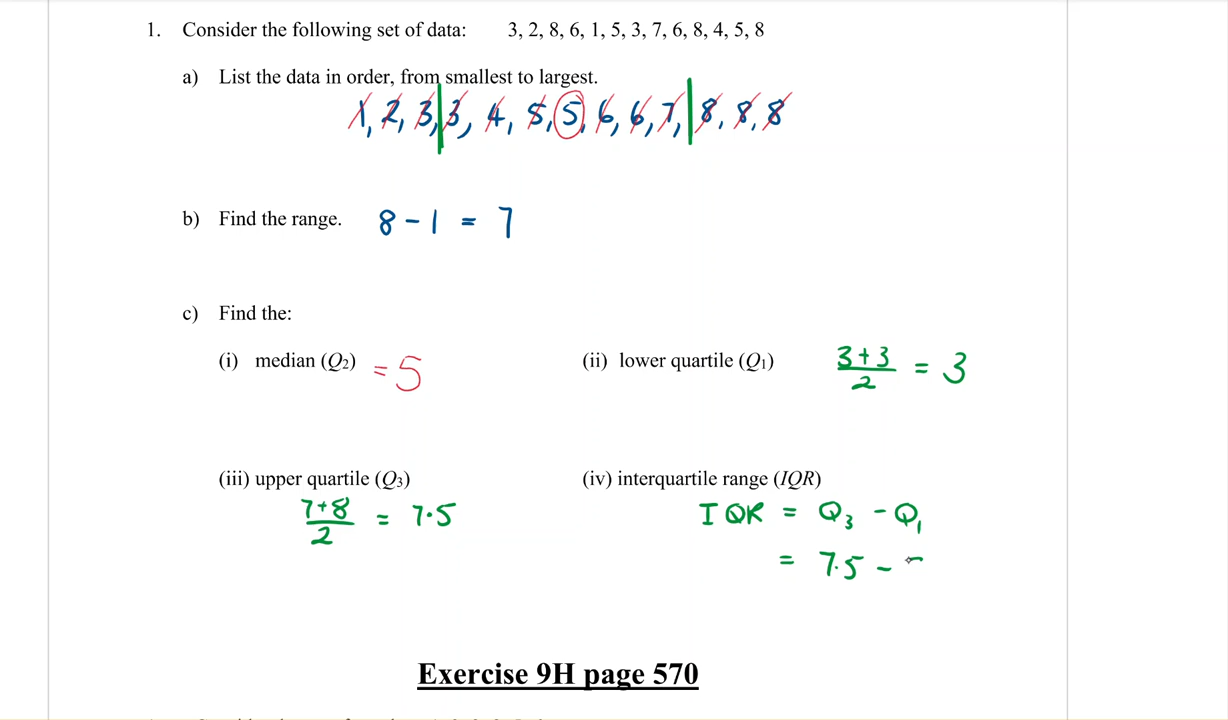 1. Consider the following set of data: 3, 2, 8, 6, 1, 5, 3, 7, 6, 8, 4, 5, 8
a) List the data in order, from smallest to largest.
1, 2, 3, 3, 4, 5, 5, 6, 6, 7, 8, 8, 8
b) Find the range. 8 - 1 = 7
c) Find the:
(i) median (Q2) = 5
(ii) lower quartile (Q1) 3+3/2 = 3
(iii) upper quartile (Q3)
7+8/2 = 7.5
(iv) interquartile range (IQR)
IQR = Q3 - Q1
= 7.5 -
Exercise 9H page 570